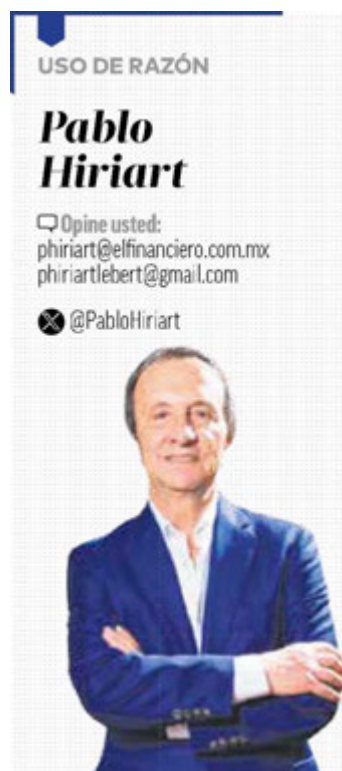 USO DE RAZÓN
Pablo
Hiriart
Opine usted:
phiriart@elfinanciero.com.mx
phiriartlebert@gmail.com
@PabloHiriart